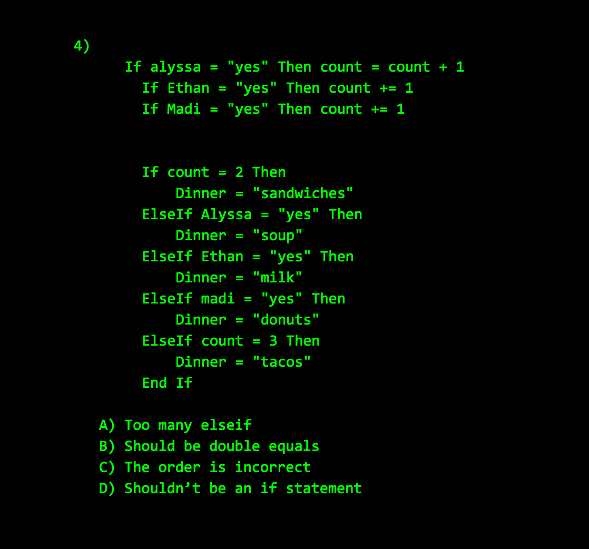 4)
If alyssa = "yes" Then count = count + 1
If Ethan = "yes" Then count += 1
If Madi = "yes" Then count += 1
If count = 2 Then
Dinner = "sandwiches"
ElseIf Alyssa = "yes" Then
Dinner = "soup"
ElseIf Ethan = "yes" Then
Dinner = "milk"
ElseIf madi = "yes" Then
Dinner = "donuts"
ElseIf count = 3 Then
Dinner = "tacos"
End If
A) Too many elseif
B) Should be double equals
C) The order is incorrect
D) Shouldn’t be an if statement